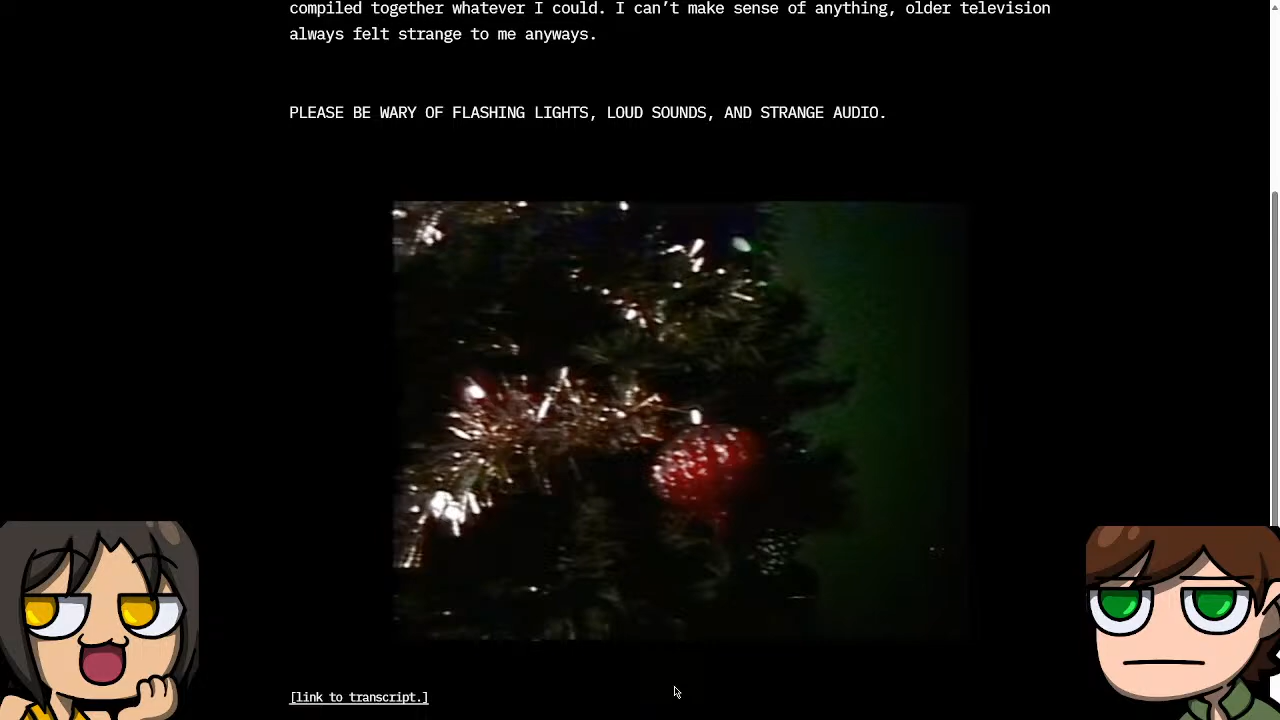 compiled together whatever I could. I can’t make sense of anything, older television
always felt strange to me anyways.
PLEASE BE WARY OF FLASHING LIGHTS, LOUD SOUNDS, AND STRANGE AUDIO.
[link to transcript.]